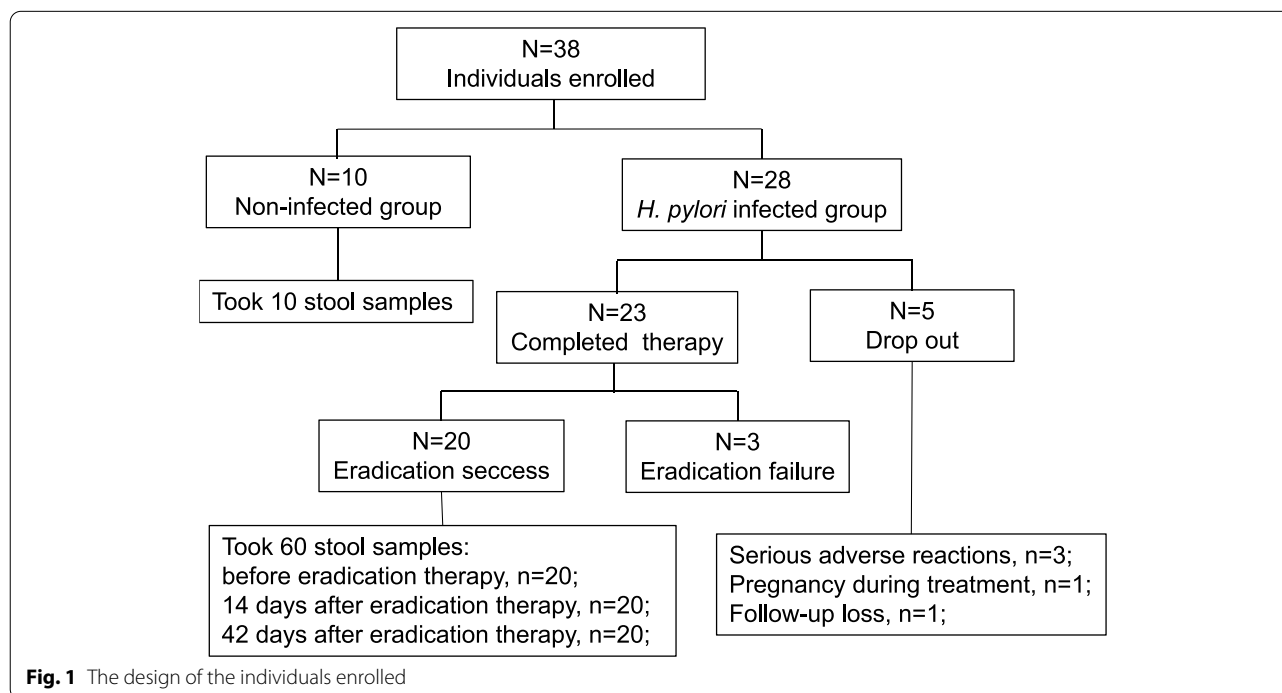 N=38
Individuals enrolled
N=10
Non-infected group
N=28
H. pylori infected group
Took 10 stool samples
N=23
Completed therapy
N=5
Drop out
N=20
Eradication seccess
N=3
Eradication failure
Took 60 stool samples:
before eradication therapy, n=20;
14 days after eradication therapy, n=20;
42 days after eradication therapy, n=20;
Serious adverse reactions, n=3;
Pregnancy during treatment, n=1;
Follow-up loss, n=1;
Fig. 1 The design of the individuals enrolled